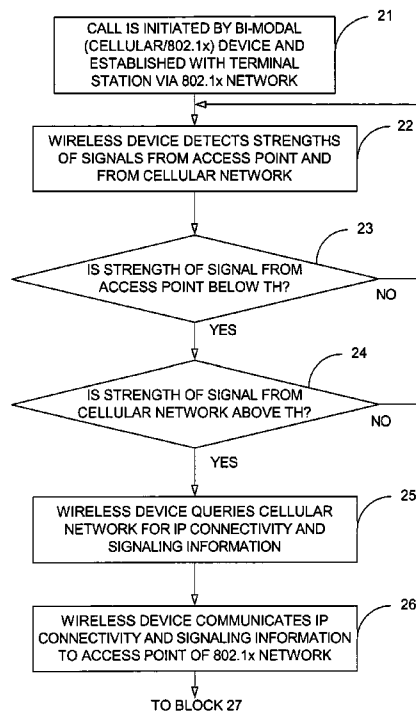 21
CALL IS INITIATED BY BI-MODAL
(CELLULAR/802.1x) DEVICE AND
ESTABLISHED WITH TERMINAL
STATION VIA 802.1x NETWORK
22
WIRELESS DEVICE DETECTS STRENGTHS
OF SIGNALS FROM ACCESS POINT AND
FROM CELLULAR NETWORK
23
IS STRENGTH OF SIGNAL FROM
ACCESS POINT BELOW TH?
NO
YES
24
IS STRENGTH OF SIGNAL FROM
CELLULAR NETWORK ABOVE TH?
NO
YES
25
WIRELESS DEVICE QUERIES CELLULAR
NETWORK FOR IP CONNECTIVITY AND
SIGNALING INFORMATION
26
WIRELESS DEVICE COMMUNICATES IP
CONNECTIVITY AND SIGNALING INFORMATION
TO ACCESS POINT OF 802.1x NETWORK
TO BLOCK 27